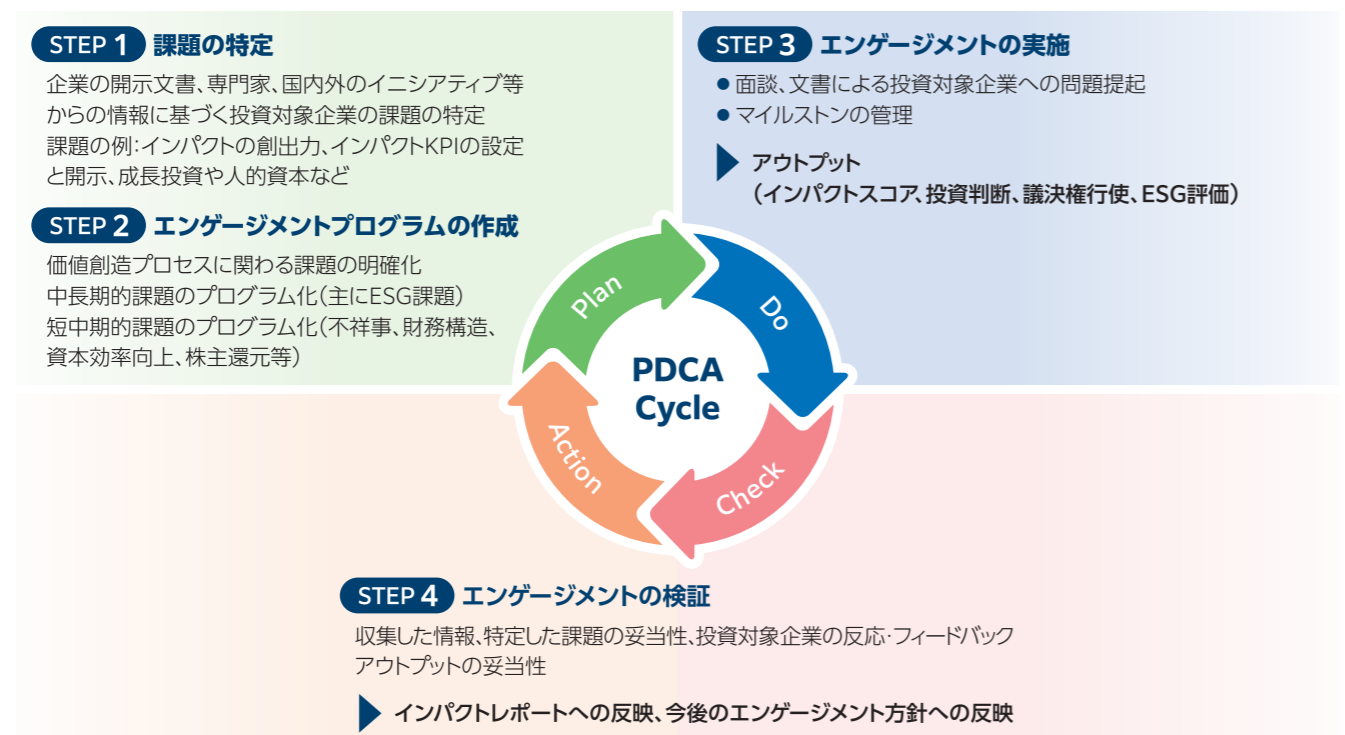 STEP 1 課題の特定
企業の開示文書、専門家、国内外のイニシアティブ等
からの情報に基づく投資対象企業の課題の特定
課題の例：インパクトの創出力、インパクトKPIの設定
と開示、成長投資や人的資本など
STEP 2 エンゲージメントプログラムの作成
価値創造プロセスに関わる課題の明確化
中長期的課題のプログラム化（主にESG課題）
短中期的課題のプログラム化（不祥事、財務構造、
資本効率向上、株主還元等）
STEP 3 エンゲージメントの実施
● 面談、文書による投資対象企業への問題提起
● マイルストンの管理
アウトプット
（インパクトスコア、投資判断、議決権行使、ESG評価）
Plan
Do
Check
Action
PDCA
Cycle
STEP 4 エンゲージメントの検証
収集した情報、特定した課題の妥当性、投資対象企業の反応・フィードバック
アウトプットの妥当性
インパクトレポートへの反映、今後のエンゲージメント方針への反映